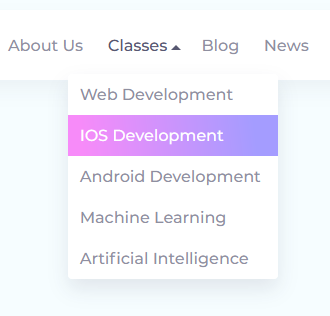 About Us Classes Blog News
Web Development
IOS Development
Android Development
Machine Learning
Artificial Intelligence